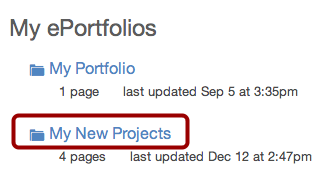 My ePortfolios
My Portfolio
1 page last updated Sep 5 at 3:35pm
My New Projects
4 pages last updated Dec 12 at 2:47pm